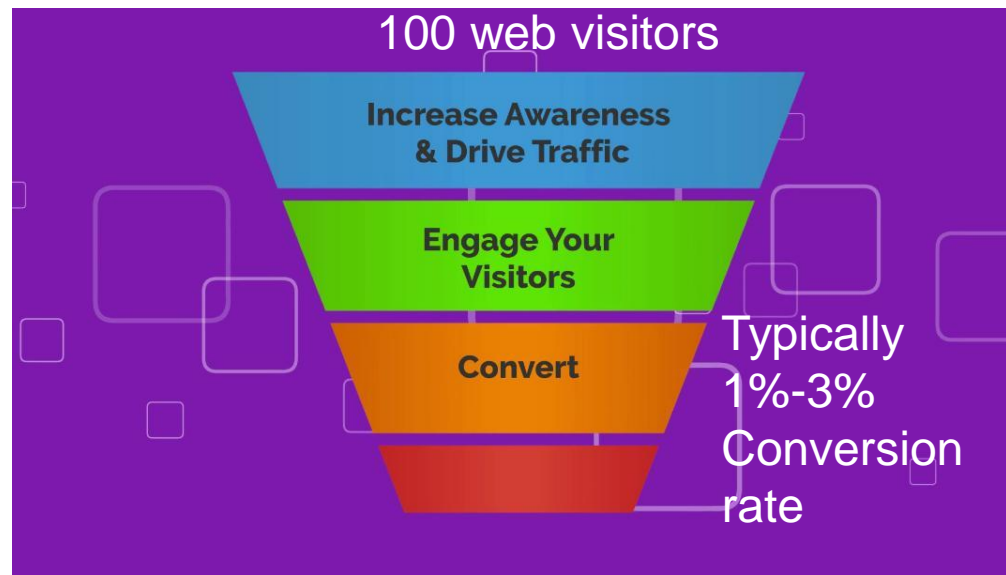 100 web visitors
Increase Awareness
& Drive Traffic
Engage Your
Visitors
Convert
Typically
1%-3%
Conversion
rate